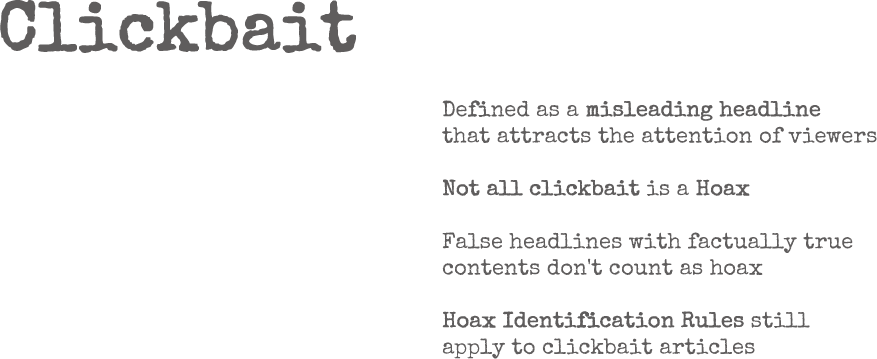 Clickbait
Defined as a misleading headline
that attracts the attention of viewers
Not all clickbait is a Hoax
False headlines with factually true
contents don't count as hoax
Hoax Identification Rules still
apply to clickbait articles